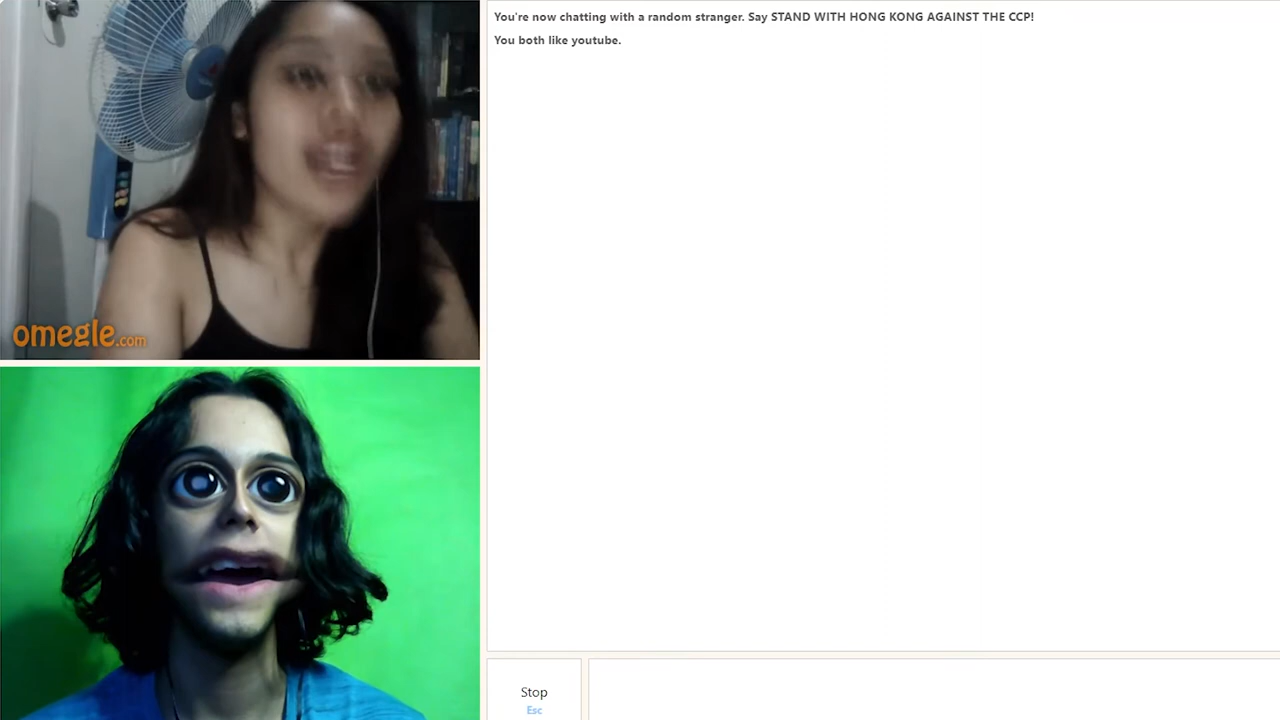 You're now chatting with a random stranger. Say STAND WITH HONG KONG AGAINST THE CCP!
You both like youtube.
omegle.com
Stop
Esc